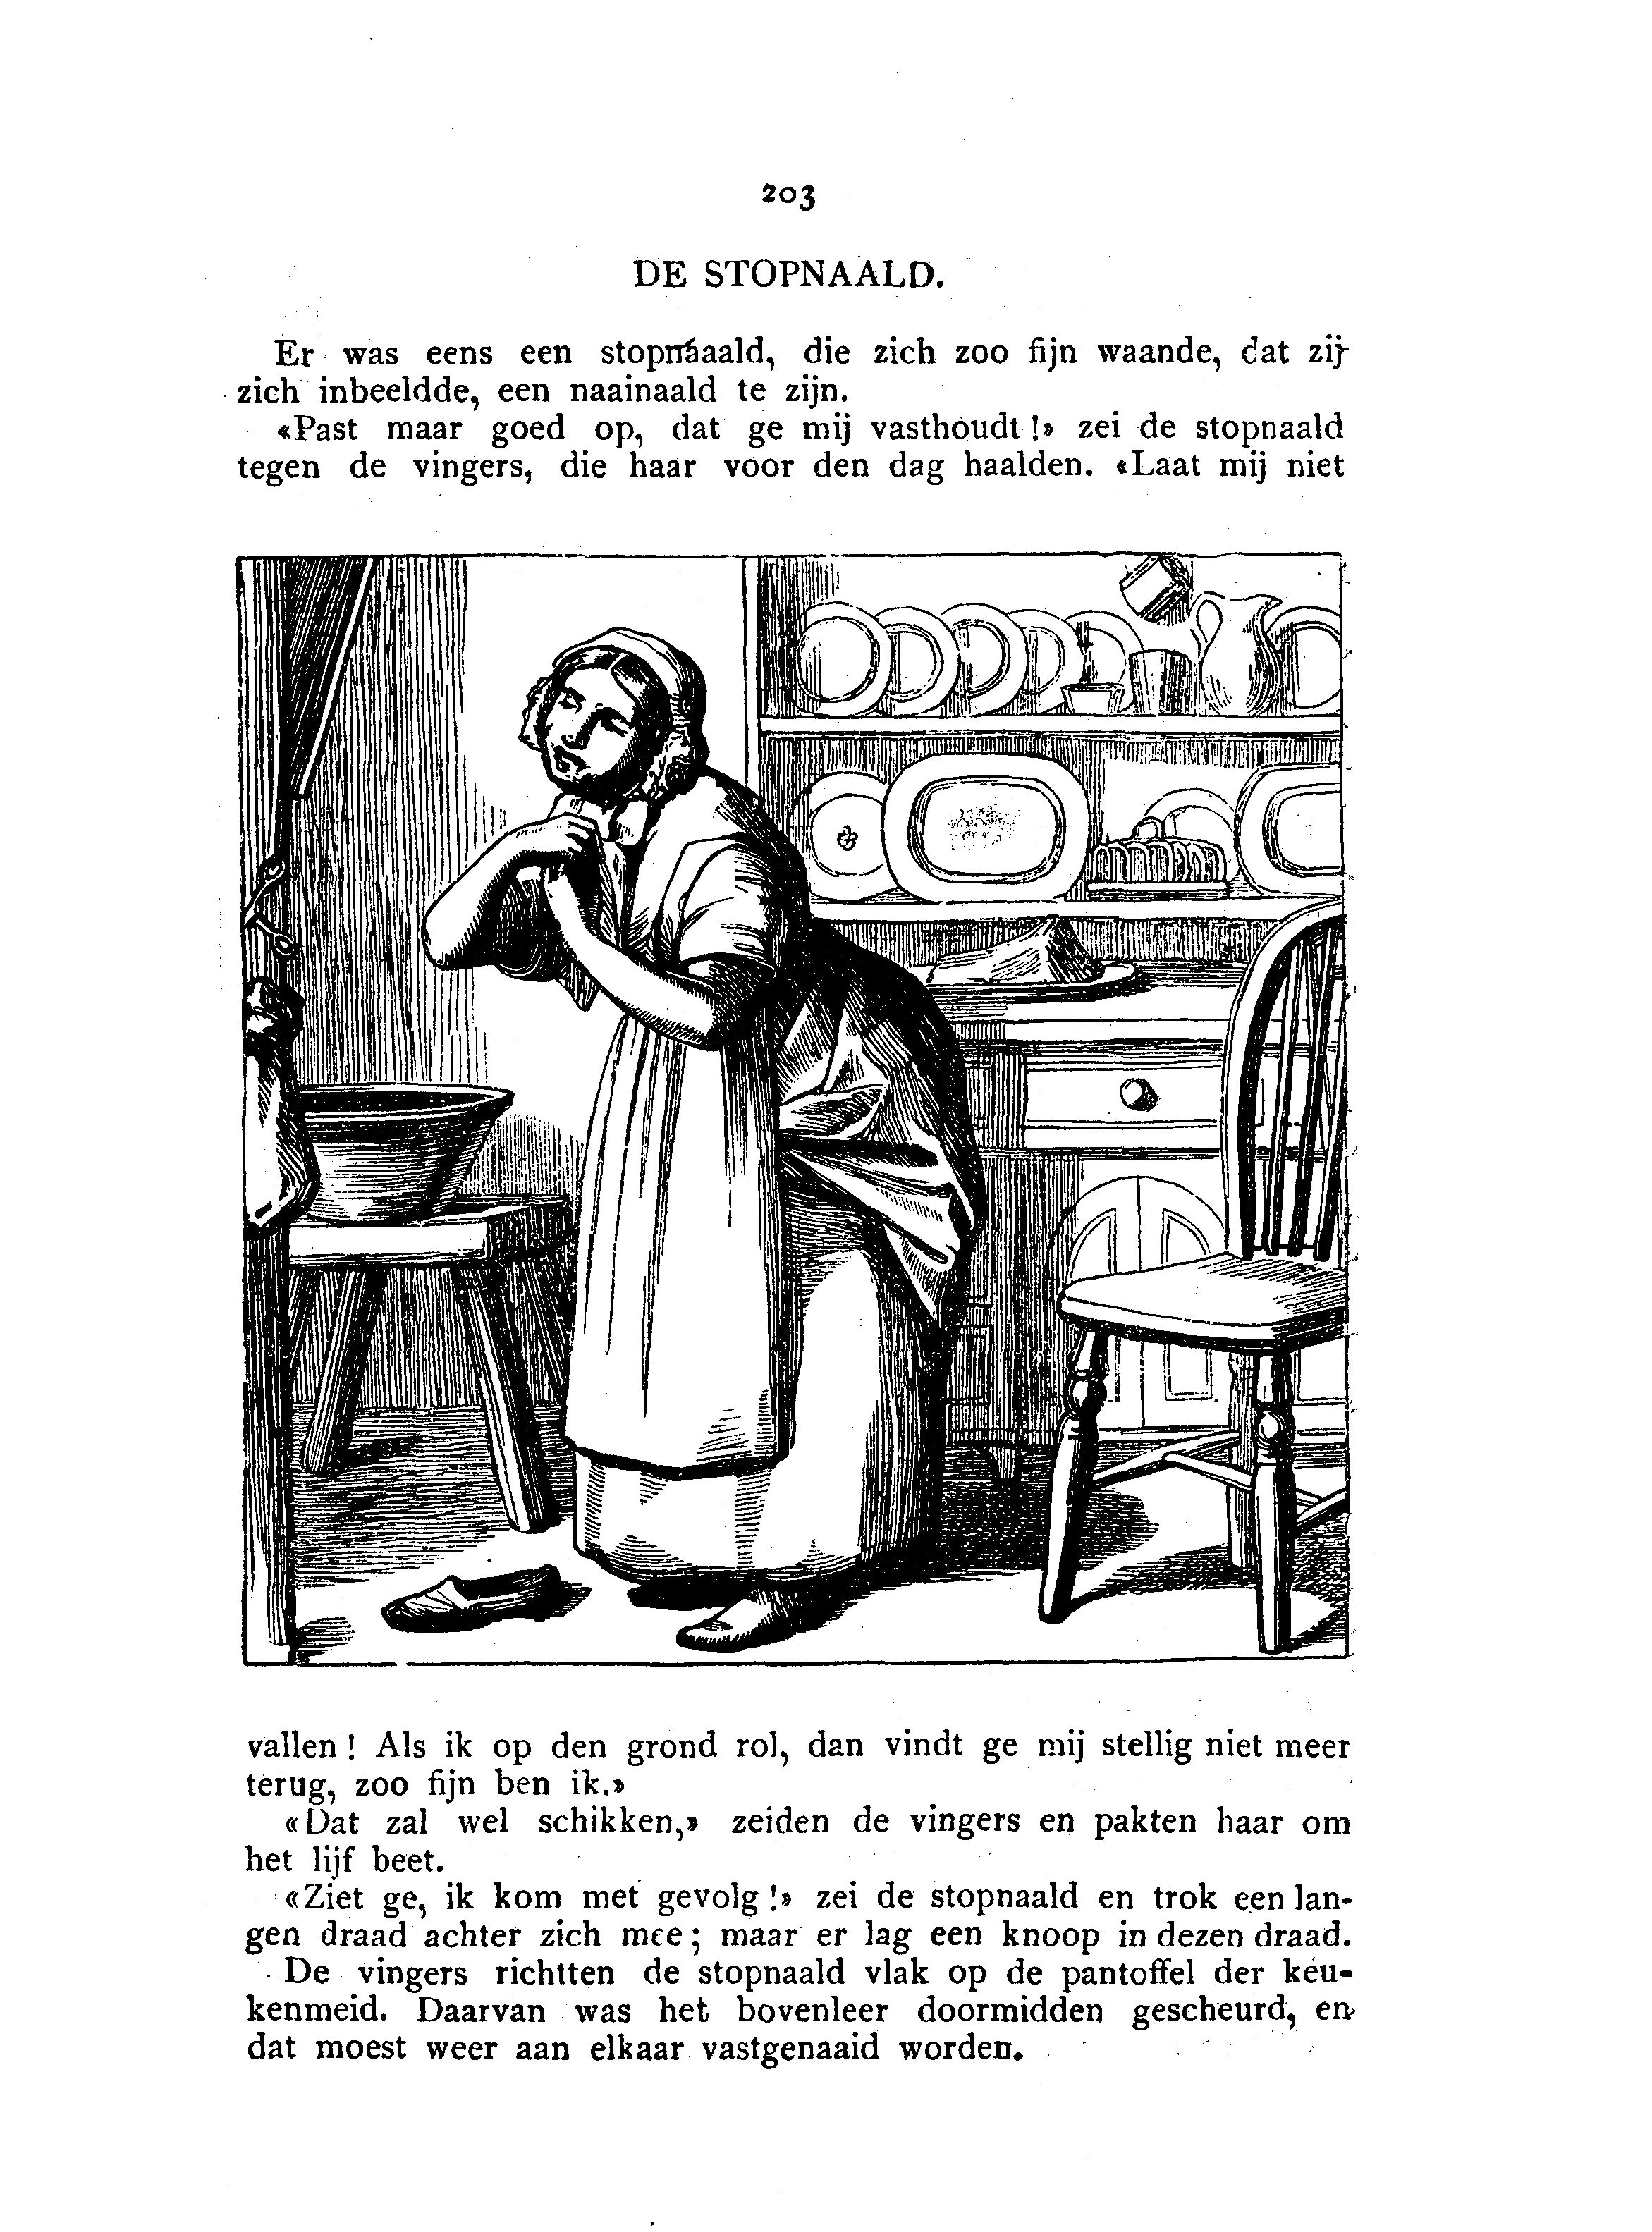 203
DE STOPNAALD.
Er was eens een stopnaald, die zich zoo fijn waande, dat zij
zich inbeeldde, een naainaald te zijn.
«Past maar goed op, dat ge mij vasthoudt!» zei de stopnaald
tegen de vingers, die haar voor den dag haalden. «Laat mij niet
vallen! Als ik op den grond rol, dan vindt ge mij stellig niet meer
terug, zoo fijn ben ik.»
«Dat zal wel schikken,» zeiden de vingers en pakten haar om
het lijf beet.
«Ziet ge, ik kom met gevolg!» zei de stopnaald en trok een lan-
gen draad achter zich mee; maar er lag een knoop in dezen draad.
De vingers richtten de stopnaald vlak op de pantoffel der keu-
kenmeid. Daarvan was het bovenleer doormidden gescheurd, en
dat moest weer aan elkaar vastgenaaid worden.